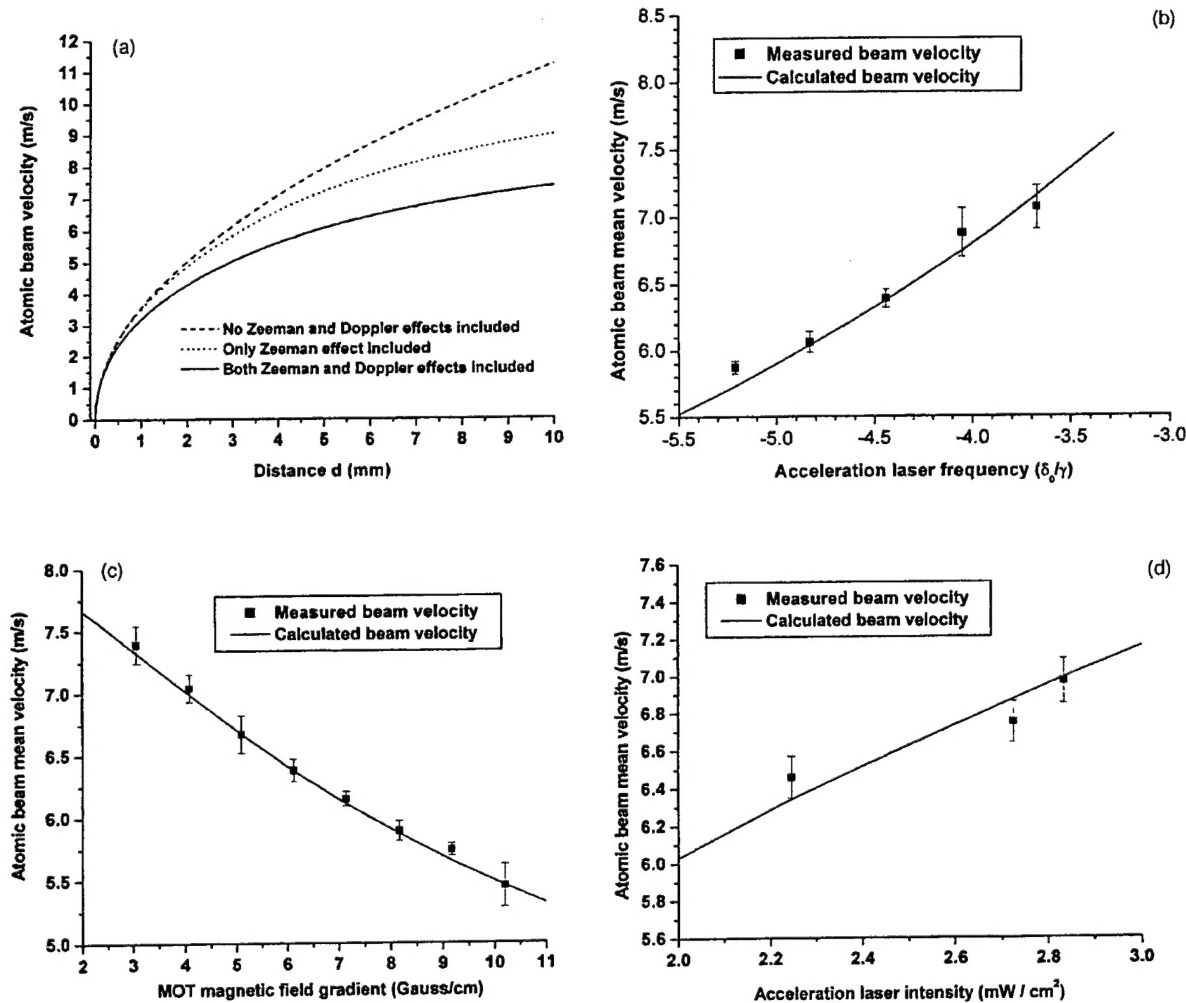 (a)
12
11
10
9
8
7
6
5
4
3
2
1
0
Atomic beam velocity (m/s)
No Zeeman and Doppler effects included
Only Zeeman effect included
Both Zeeman and Doppler effects included
0 1 2 3 4 5 6 7 8 9 10
Distance d (mm)
(b)
8.5
8.0
7.5
7.0
6.5
6.0
5.5
Atomic beam mean velocity (m/s)
Measured beam velocity
Calculated beam velocity
-5.5 -5.0 -4.5 -4.0 -3.5 -3.0
Acceleration laser frequency (δ₀/γ)
(c)
8.0
7.5
7.0
6.5
6.0
5.5
5.0
Atomic beam mean velocity (m/s)
Measured beam velocity
Calculated beam velocity
2 3 4 5 6 7 8 9 10 11
MOT magnetic field gradient (Gauss/cm)
(d)
7.6
7.4
7.2
7.0
6.8
6.6
6.4
6.2
6.0
5.8
5.6
Atomic beam mean velocity (m/s)
Measured beam velocity
Calculated beam velocity
2.0 2.2 2.4 2.6 2.8 3.0
Acceleration laser intensity (mW / cm²)